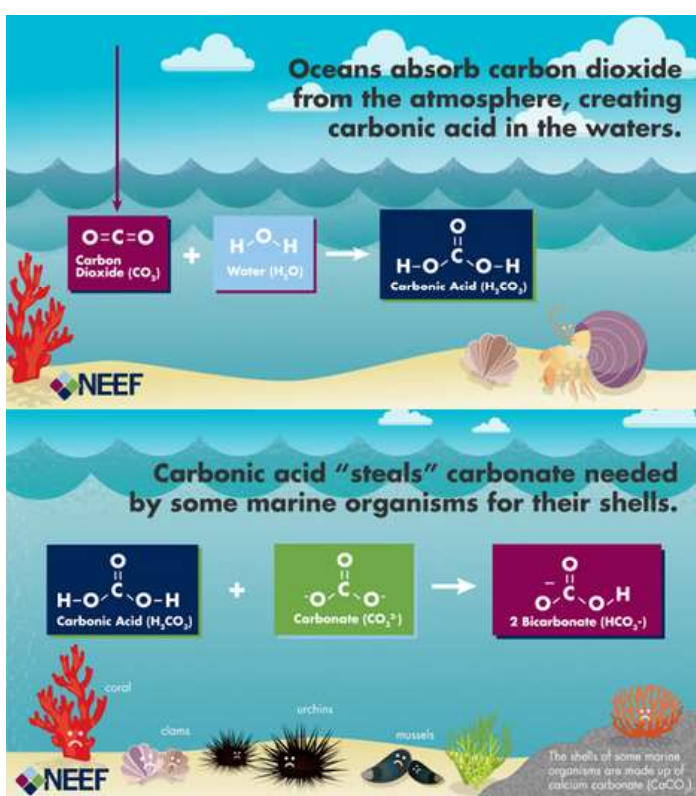 Oceans absorb carbon dioxide
from the atmosphere, creating
carbonic acid in the waters.
O=C=O
Carbon
Dioxide (CO₂)
+
H O H
Water (H₂O)
O
H-O C O-H
Carbonic Acid (H₂CO₃)
NEEF
Carbonic acid “steals” carbonate needed
by some marine organisms for their shells.
O
H-O C O-H
Carbonic Acid (H₂CO₃)
+
O
-O C O-
Carbonate (CO₃²⁻)
O
⁻O C O H
2 Bicarbonate (HCO₃-)
coral
clams
urchins
mussels
The shells of some marine
organisms are made up of
calcium carbonate (CaCO₃)
NEEF